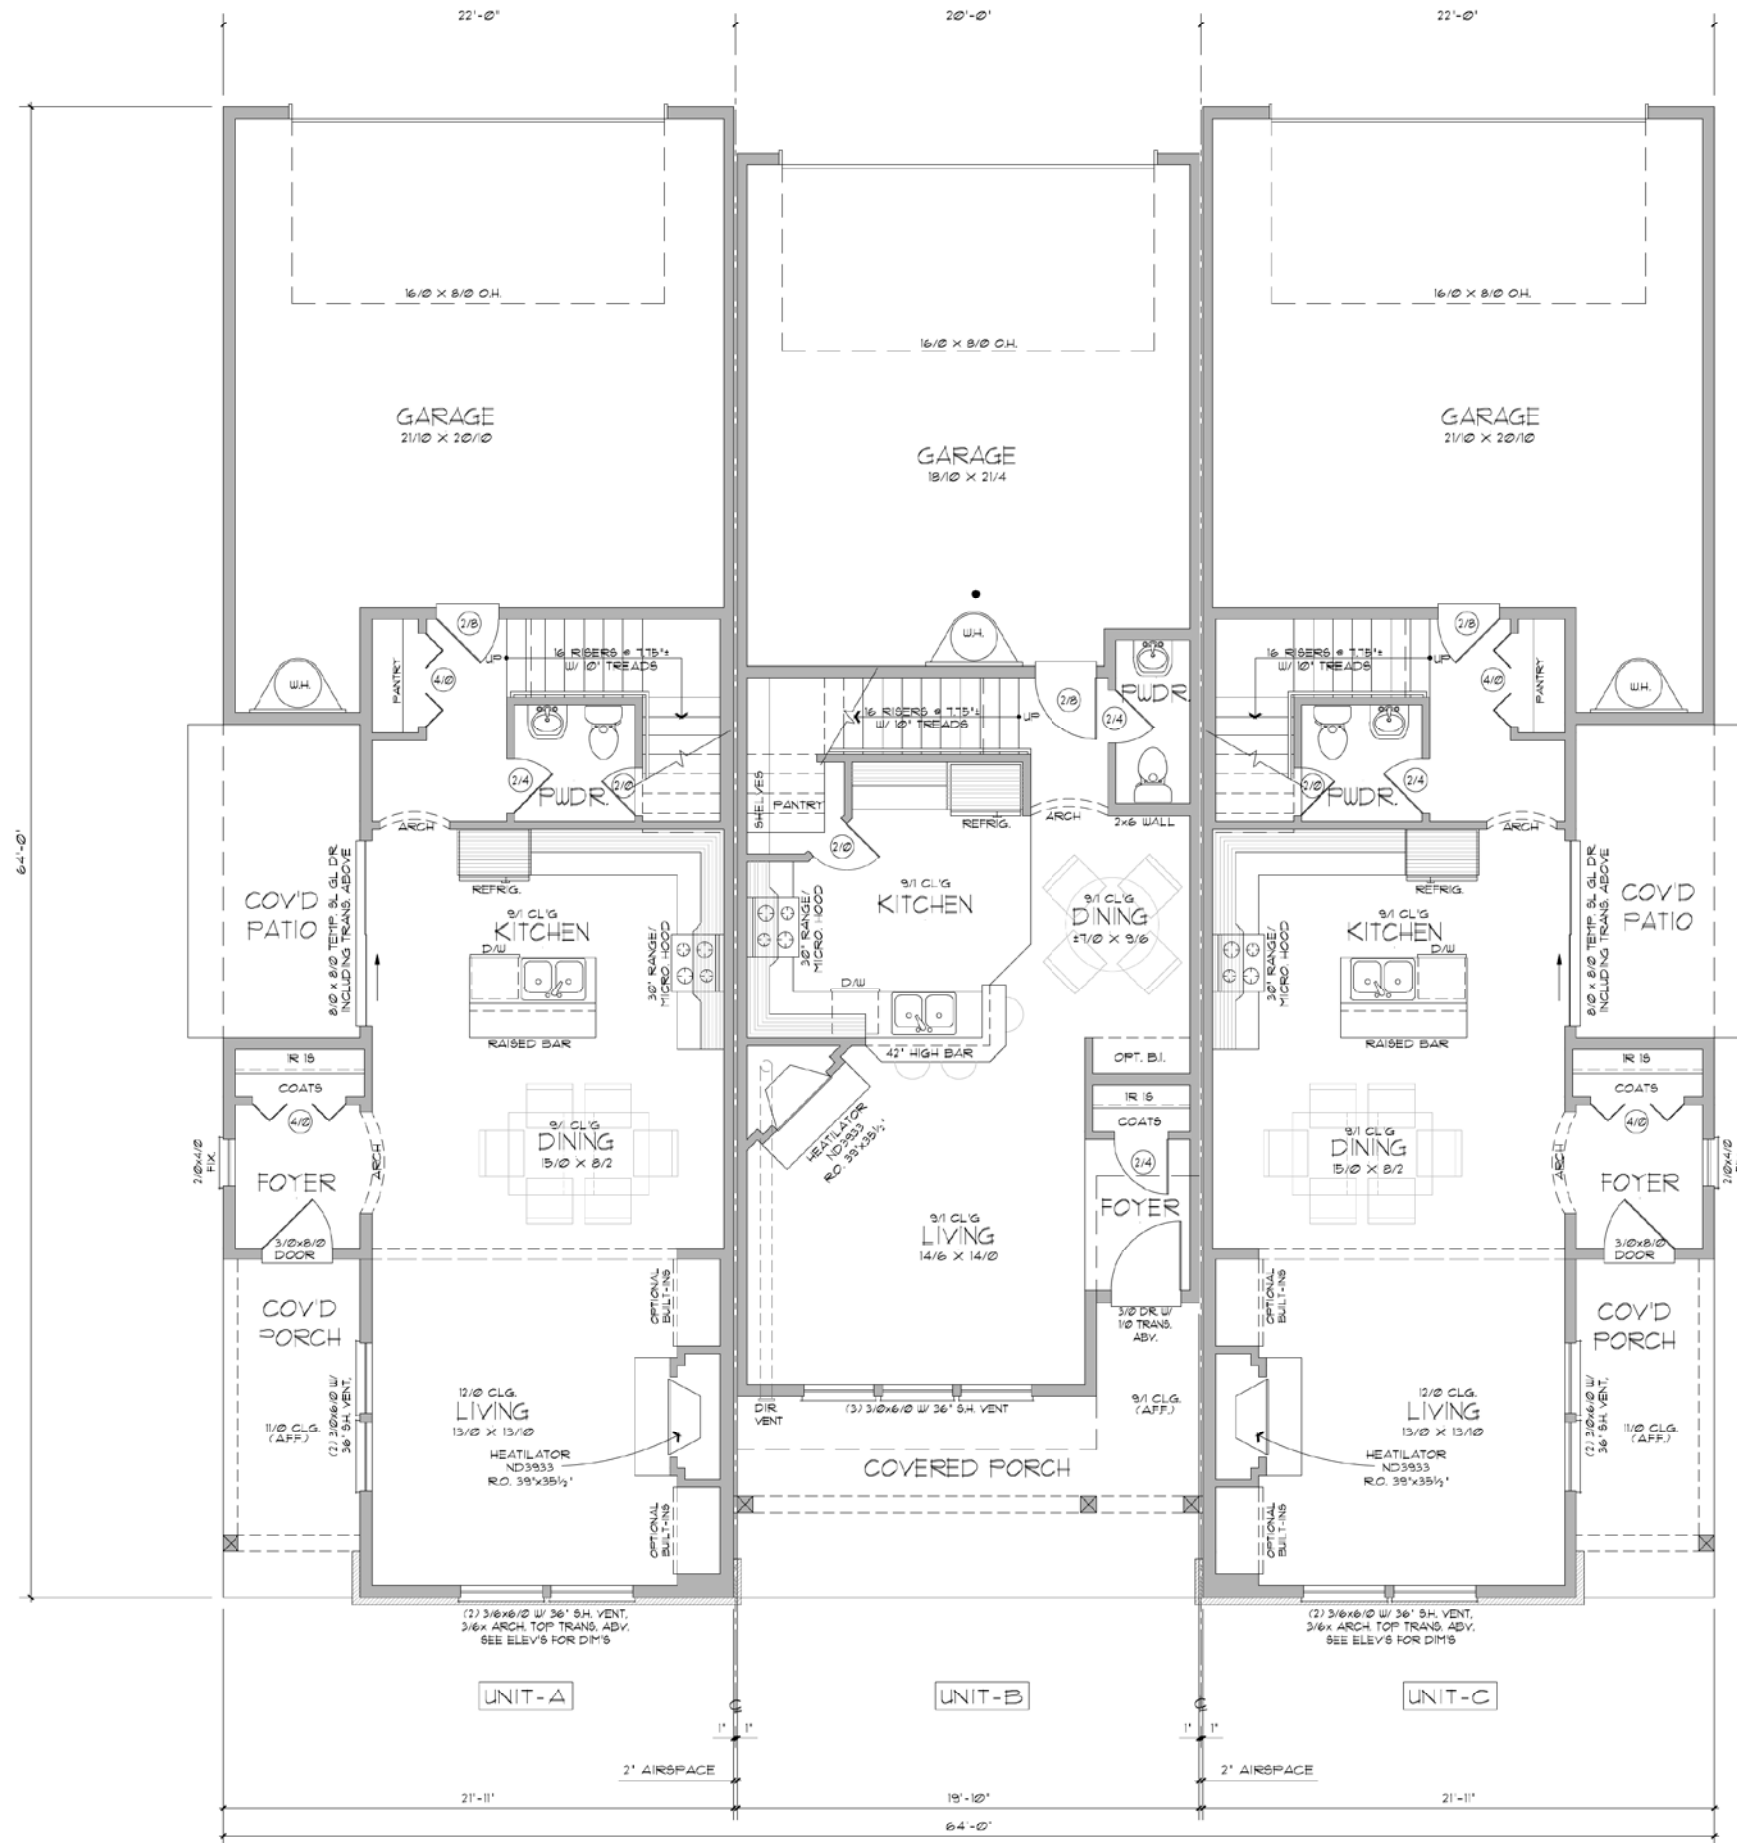 22'-0"
20'-0"
22'-0"
64'-0"
16/0 X 8/0 O.H.
16/0 X 8/0 O.H.
16/0 X 8/0 O.H.
GARAGE
21/10 X 20/10
GARAGE
18/10 X 21/4
GARAGE
21/10 X 20/10
W.H.
PANTRY
2/8
4/0
UP
16 RISERS @ 7.75"±
W/ 10" TREADS
2/4
PWDR.
2/0
ARCH
W.H.
16 RISERS @ 7.75"±
W/ 10" TREADS
UP
2/8
2/4
PWDR.
SHELVES
PANTRY
2/0
REFRIG.
ARCH
2x6 WALL
16 RISERS @ 7.75"±
W/ 10" TREADS
UP
2/8
4/0
PANTRY
W.H.
2/0
PWDR.
2/4
ARCH
COV'D
PATIO
8/0 x 8/0 TEMP. SL. GL. DR.
INCLUDING TRANS. ABOVE
REFRIG.
9/1 CL'G
KITCHEN
D/W
30" RANGE/
MICRO. HOOD
RAISED BAR
30" RANGE/
MICRO. HOOD
9/1 CL'G
KITCHEN
D/W
42" HIGH BAR
9/1 CL'G
DINING
±7/0 X 9/6
OPT. B.I.
REFRIG.
9/1 CL'G
KITCHEN
D/W
30" RANGE/
MICRO. HOOD
RAISED BAR
8/0 x 8/0 TEMP. SL. GL. DR.
INCLUDING TRANS. ABOVE
COV'D
PATIO
1R 1S
COATS
4/0
2/0x4/0
FIX.
FOYER
ARCH
3/0x8/0
DOOR
9/1 CL'G
DINING
15/0 X 8/2
HEATILATOR
ND3933
R.O. 39"x35½"
1R 1S
COATS
2/4
FOYER
9/1 CL'G
LIVING
14/6 X 14/0
3/0 DR. W/
1/0 TRANS.
ABV.
9/1 CL'G
DINING
15/0 X 8/2
1R 1S
COATS
4/0
ARCH
FOYER
2/0x4/0
3/0x8/0
DOOR
COV'D
PORCH
11/0 CLG.
(A.F.F.)
(2) 3/0x6/0 W/
36" S.H. VENT,
OPTIONAL
BUILT-INS
12/0 CLG.
LIVING
13/0 X 13/10
HEATILATOR
ND3933
R.O. 39"x35½"
OPTIONAL
BUILT-INS
DIR.
VENT
(3) 3/0x6/0 W/ 36" S.H. VENT
9/1 CLG.
(A.F.F.)
COVERED PORCH
OPTIONAL
BUILT-INS
12/0 CLG.
LIVING
13/0 X 13/10
HEATILATOR
ND3933
R.O. 39"x35½"
OPTIONAL
BUILT-INS
COV'D
PORCH
11/0 CLG.
(A.F.F.)
(2) 3/0x6/0 W/
36" S.H. VENT,
(2) 3/6x6/0 W/ 36" S.H. VENT,
3/6x ARCH. TOP TRANS. ABV.
SEE ELEV'S FOR DIM'S
(2) 3/6x6/0 W/ 36" S.H. VENT,
3/6x ARCH. TOP TRANS. ABV.
SEE ELEV'S FOR DIM'S
UNIT-A
UNIT-B
UNIT-C
1" 1"
1" 1"
2" AIRSPACE
2" AIRSPACE
21'-11"
19'-10"
21'-11"
64'-0"